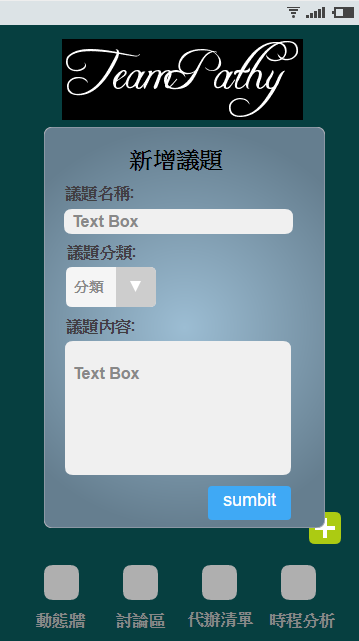 TeamPathy
新增議題
議題名稱:
Text Box
議題分類:
分類
議題內容:
Text Box
sumbit
動態牆 討論區 代辦清單 時程分析